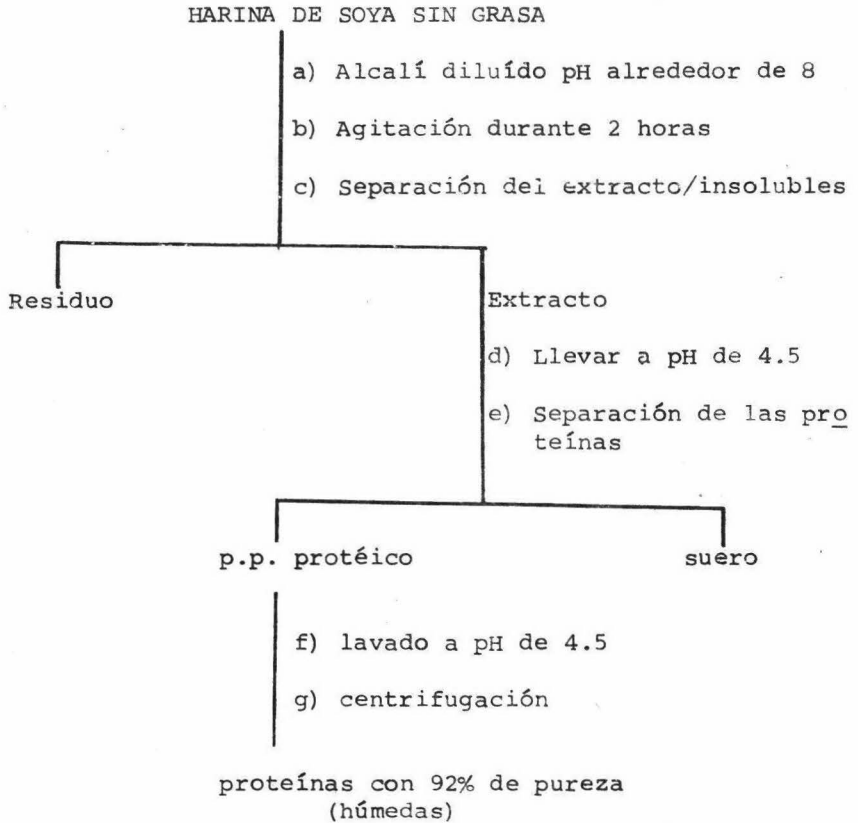 HARINA DE SOYA SIN GRASA
a) Alcalí diluído pH alrededor de 8
b) Agitación durante 2 horas
c) Separación del extracto/insolubles
Residuo
Extracto
d) Llevar a pH de 4.5
e) Separación de las pro
teínas
p.p. protéico
suero
f) lavado a pH de 4.5
g) centrifugación
proteínas con 92% de pureza
(húmedas)